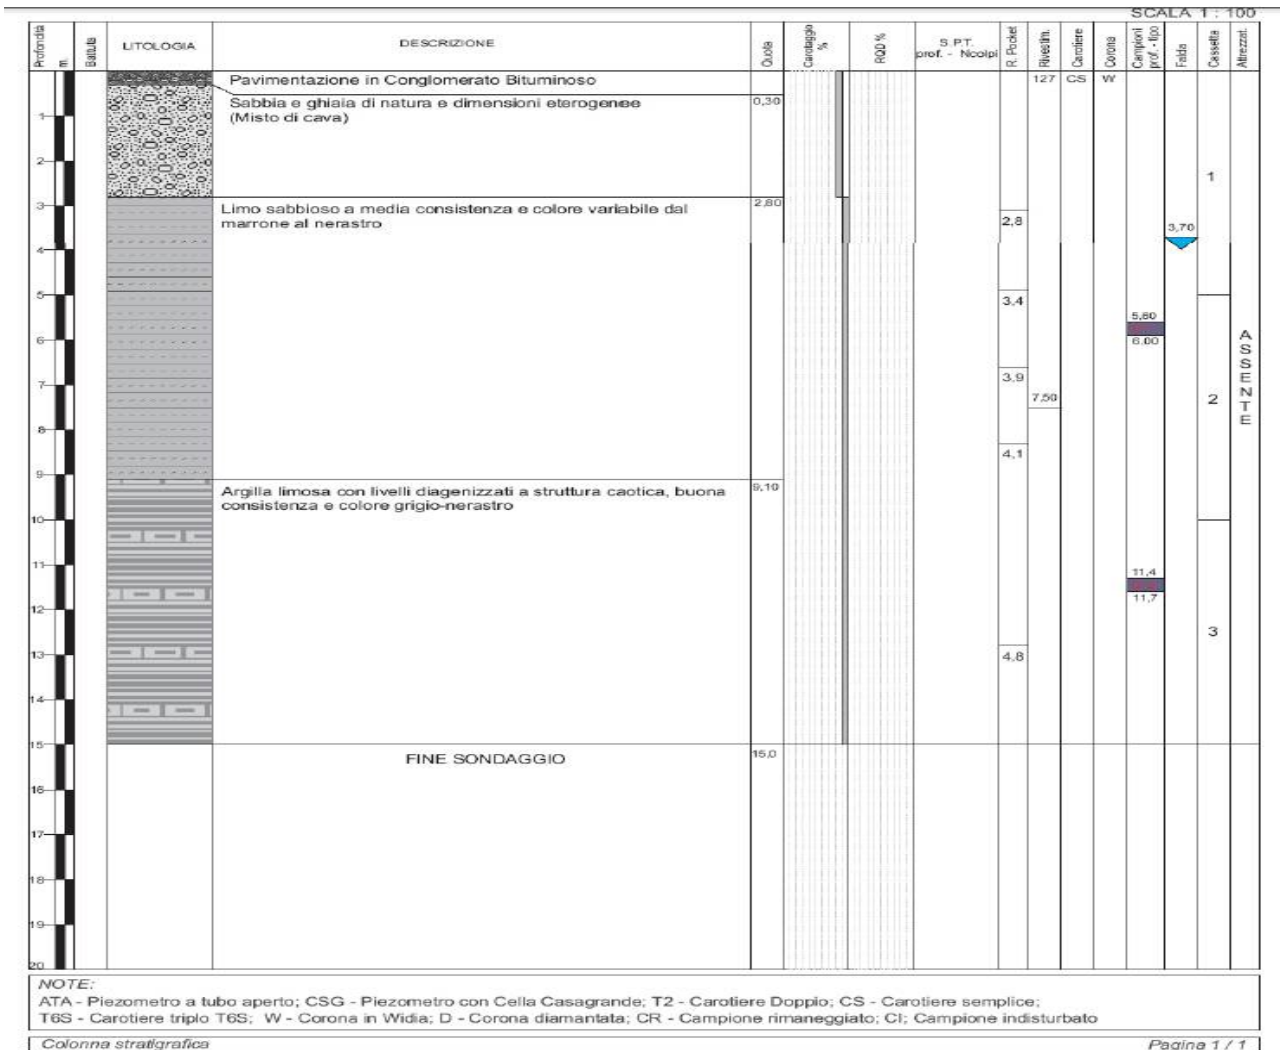 SCALA 1 : 100
Profondità m.
Battuta
LITOLOGIA
DESCRIZIONE
Quota
Carotaggio %
RQD %
S.P.T.
prof. - Ncolpi
R. Pocket
Rivestim.
Carotiere
Corona
Campioni
prof. - tipo
Falda
Cassetta
Attrezzat.
Pavimentazione in Conglomerato Bituminoso
127 CS W
Sabbia e ghiaia di natura e dimensioni eterogenee
0,30
(Misto di cava)
1
2
1
3
Limo sabbioso a media consistenza e colore variabile dal
2,80
marrone al nerastro
2,8
3,70
4
5
3,4
5,80
6
6,00
ASSENTE
7
3,9
7,50
2
8
4,1
9
Argilla limosa con livelli diagenizzati a struttura caotica, buona
9,10
consistenza e colore grigio-nerastro
10
11
11,4
11,7
12
3
13
4,8
14
15
FINE SONDAGGIO
15,0
16
17
18
19
20
NOTE:
ATA - Piezometro a tubo aperto; CSG - Piezometro con Cella Casagrande; T2 - Carotiere Doppio; CS - Carotiere semplice;
T6S - Carotiere triplo T6S; W - Corona in Widia; D - Corona diamantata; CR - Campione rimaneggiato; CI; Campione indisturbato
Colonna stratigrafica
Pagina 1 / 1